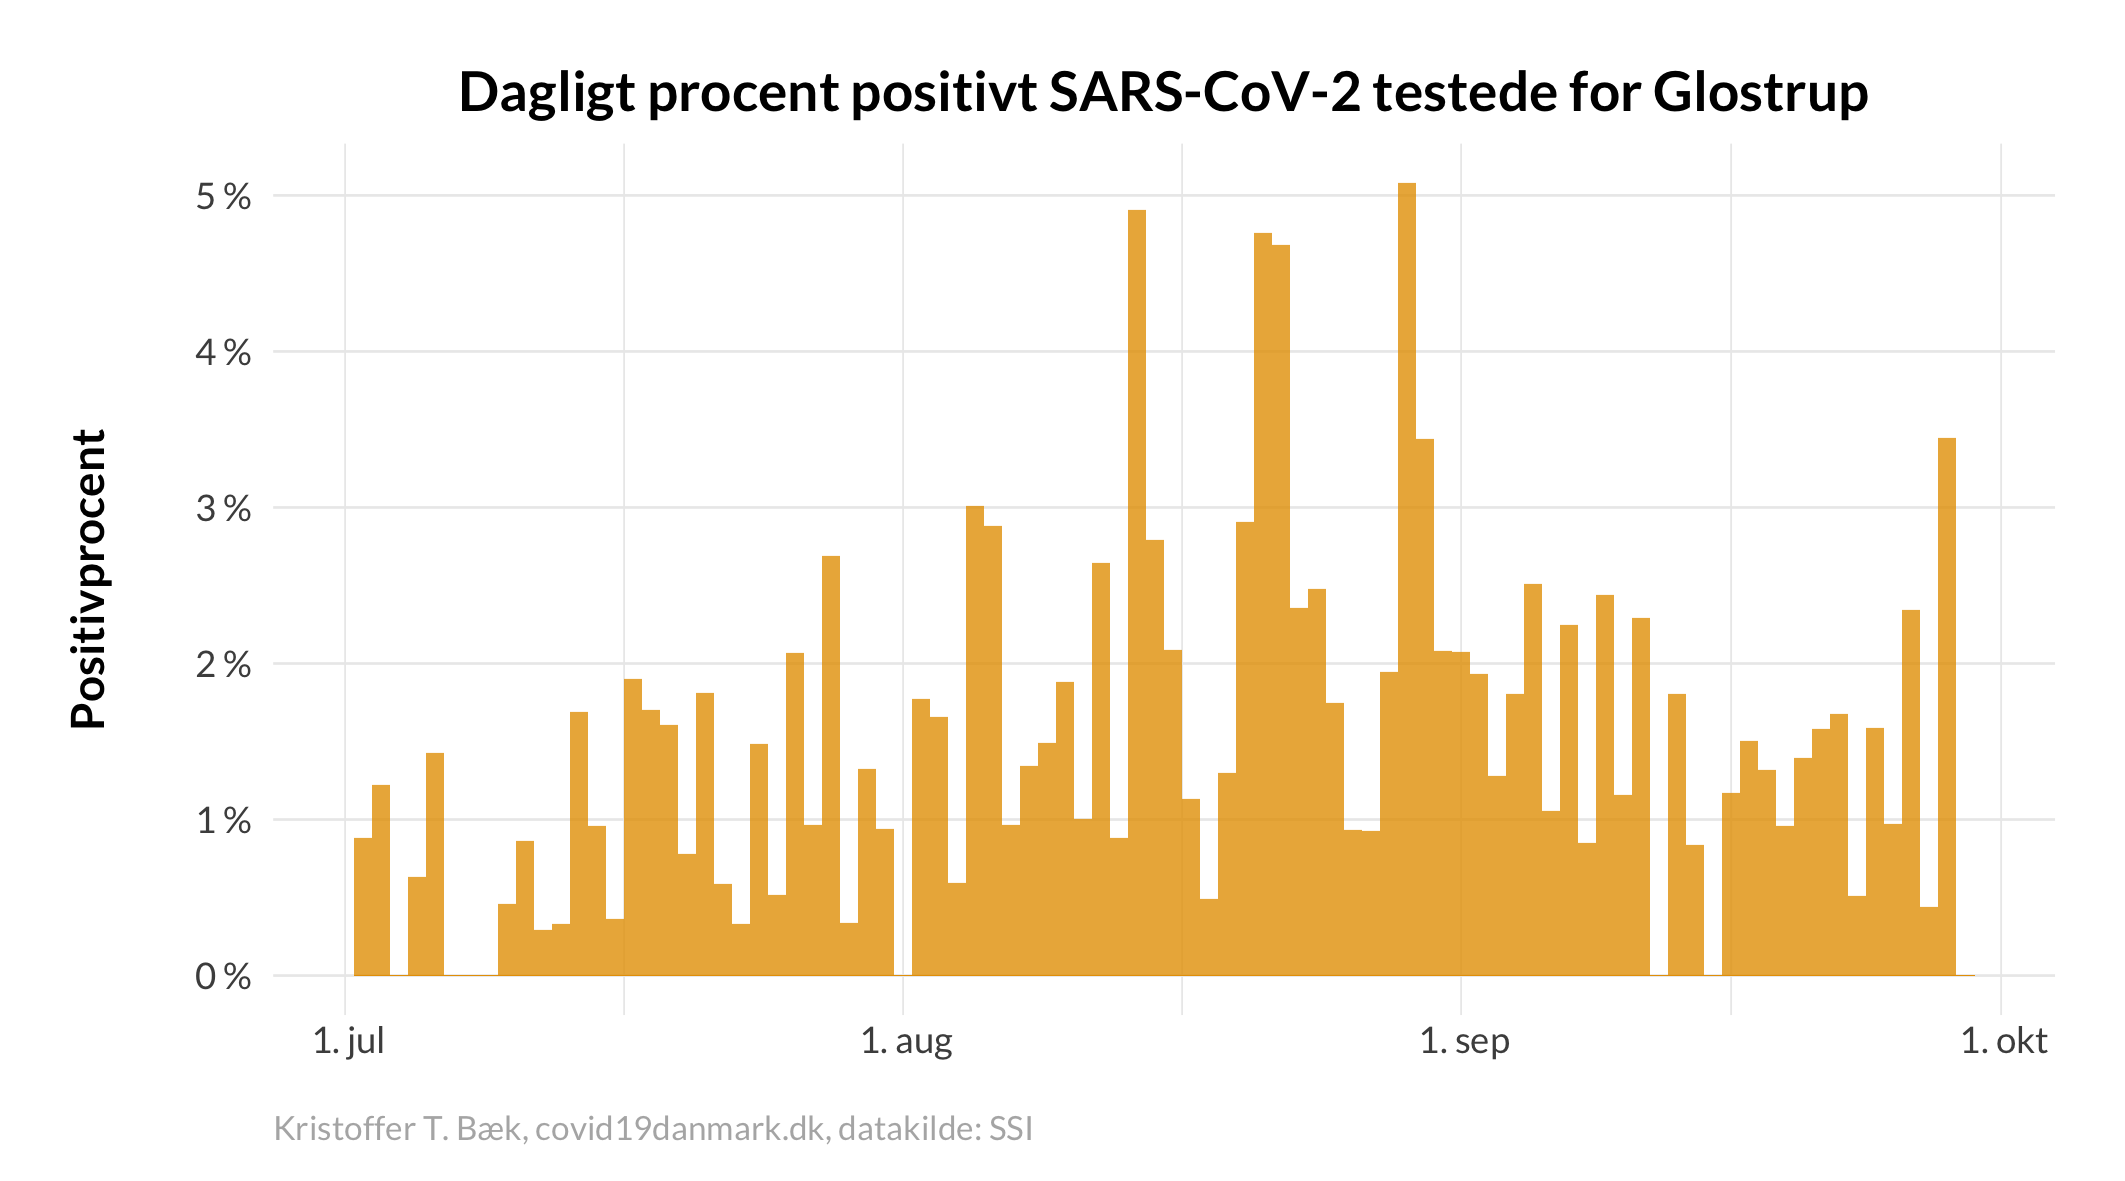 Dagligt procent positivt SARS-CoV-2 testede for Glostrup
Positivprocent
5 %
4 %
3 %
2 %
1 %
0 %
1. jul
1. aug
1. sep
1. okt
Kristoffer T. Bæk, covid19danmark.dk, datakilde: SSI